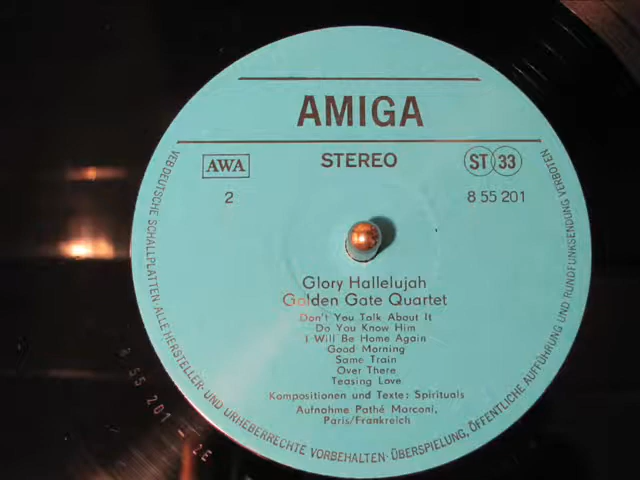 AMIGA
AWA
STEREO
ST 33
2
8 55 201
Glory Hallelujah
Golden Gate Quartet
Don't You Talk About It
Do You Know Him
I Will Be Home Again
Good Morning
Same Train
Over There
Teasing Love
Kompositionen und Texte: Spirituals
Aufnahme Pathé Marconi,
Paris/Frankreich
VEB DEUTSCHE SCHALLPLATTEN · ALLE HERSTELLER- UND URHEBERRECHTE VORBEHALTEN · ÜBERSPIELUNG, ÖFFENTLICHE AUFFÜHRUNG UND RUNDFUNKSENDUNG VERBOTEN
55 201 - 2E